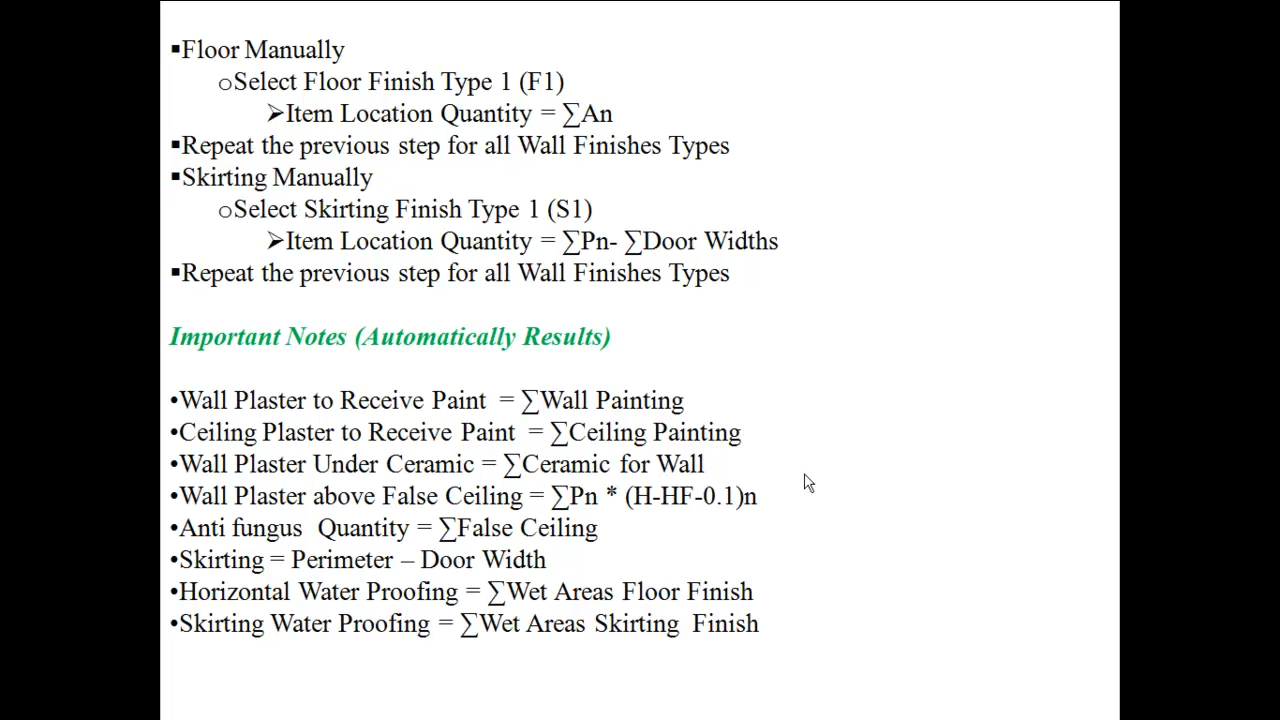 ▪Floor Manually
oSelect Floor Finish Type 1 (F1)
➢Item Location Quantity = ∑An
▪Repeat the previous step for all Wall Finishes Types
▪Skirting Manually
oSelect Skirting Finish Type 1 (S1)
➢Item Location Quantity = ∑Pn- ∑Door Widths
▪Repeat the previous step for all Wall Finishes Types
Important Notes (Automatically Results)
•Wall Plaster to Receive Paint = ∑Wall Painting
•Ceiling Plaster to Receive Paint = ∑Ceiling Painting
•Wall Plaster Under Ceramic = ∑Ceramic for Wall
•Wall Plaster above False Ceiling = ∑Pn * (H-HF-0.1)n
•Anti fungus Quantity = ∑False Ceiling
•Skirting = Perimeter – Door Width
•Horizontal Water Proofing = ∑Wet Areas Floor Finish
•Skirting Water Proofing = ∑Wet Areas Skirting Finish